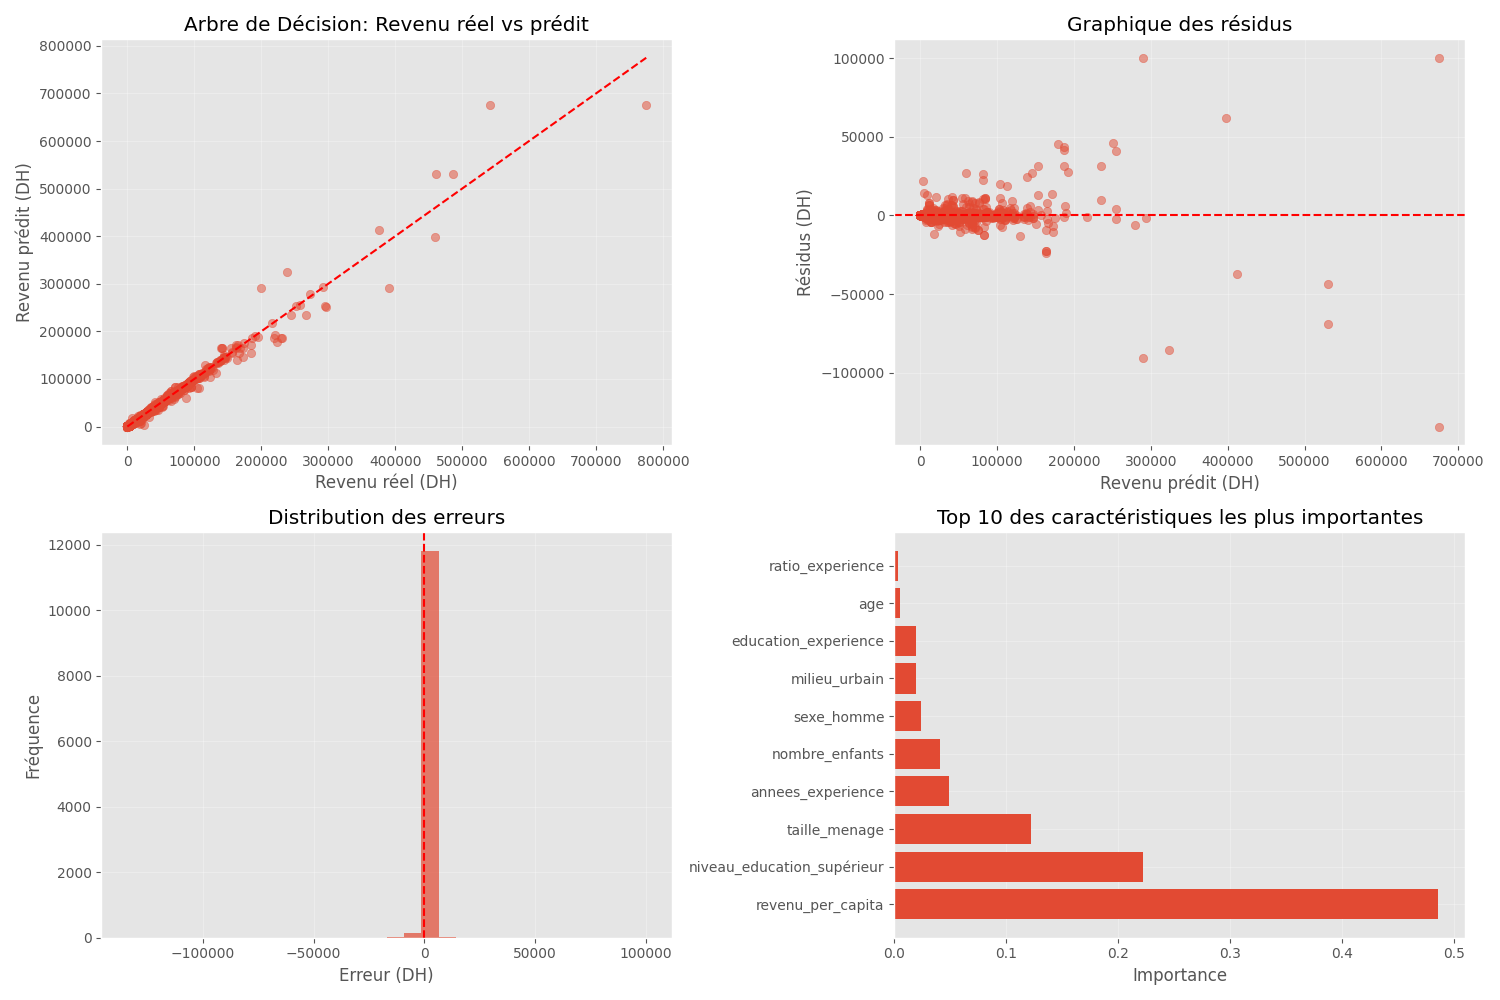 Arbre de Décision: Revenu réel vs prédit
800000
700000
600000
500000
400000
300000
200000
100000
0
Revenu prédit (DH)
0 100000 200000 300000 400000 500000 600000 700000 800000
Revenu réel (DH)
Graphique des résidus
100000
50000
0
−50000
−100000
Résidus (DH)
0 100000 200000 300000 400000 500000 600000 700000
Revenu prédit (DH)
Distribution des erreurs
12000
10000
8000
6000
4000
2000
0
Fréquence
−100000 −50000 0 50000 100000
Erreur (DH)
Top 10 des caractéristiques les plus importantes
ratio_experience
age
education_experience
milieu_urbain
sexe_homme
nombre_enfants
annees_experience
taille_menage
niveau_education_supérieur
revenu_per_capita
0.0 0.1 0.2 0.3 0.4 0.5
Importance